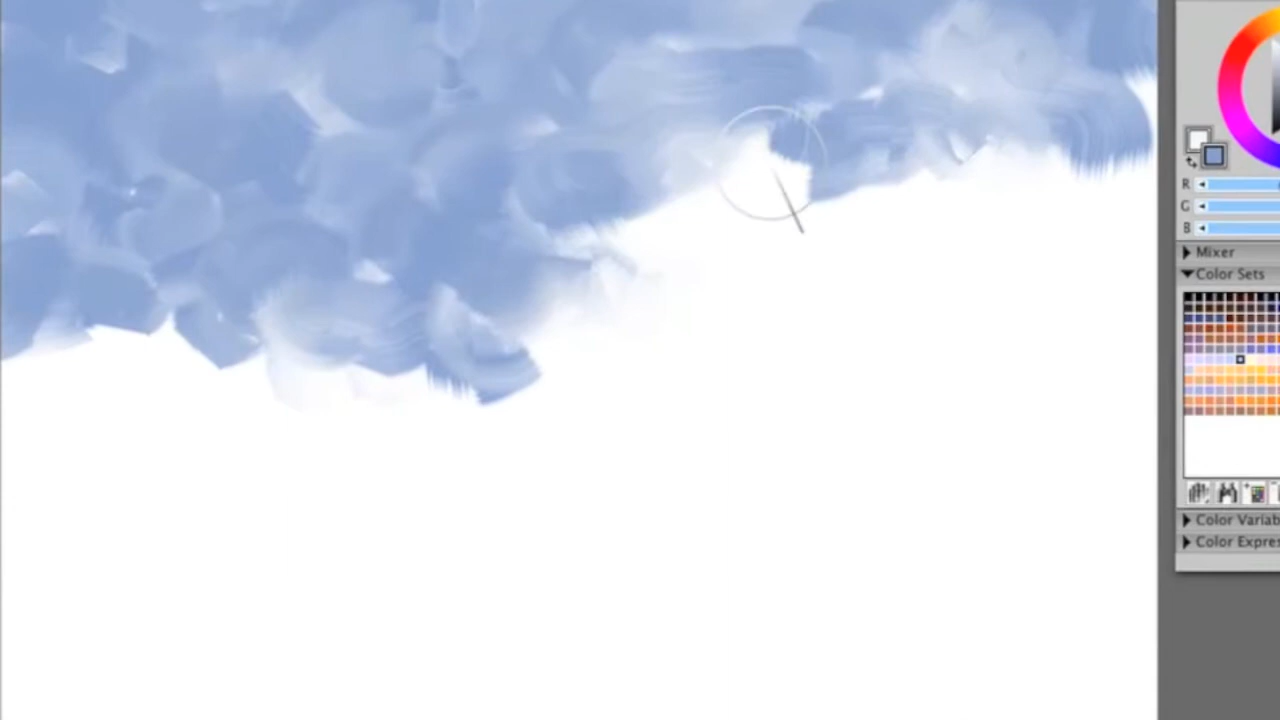 R
G
B
Mixer
Color Sets
Color Variab
Color Expres